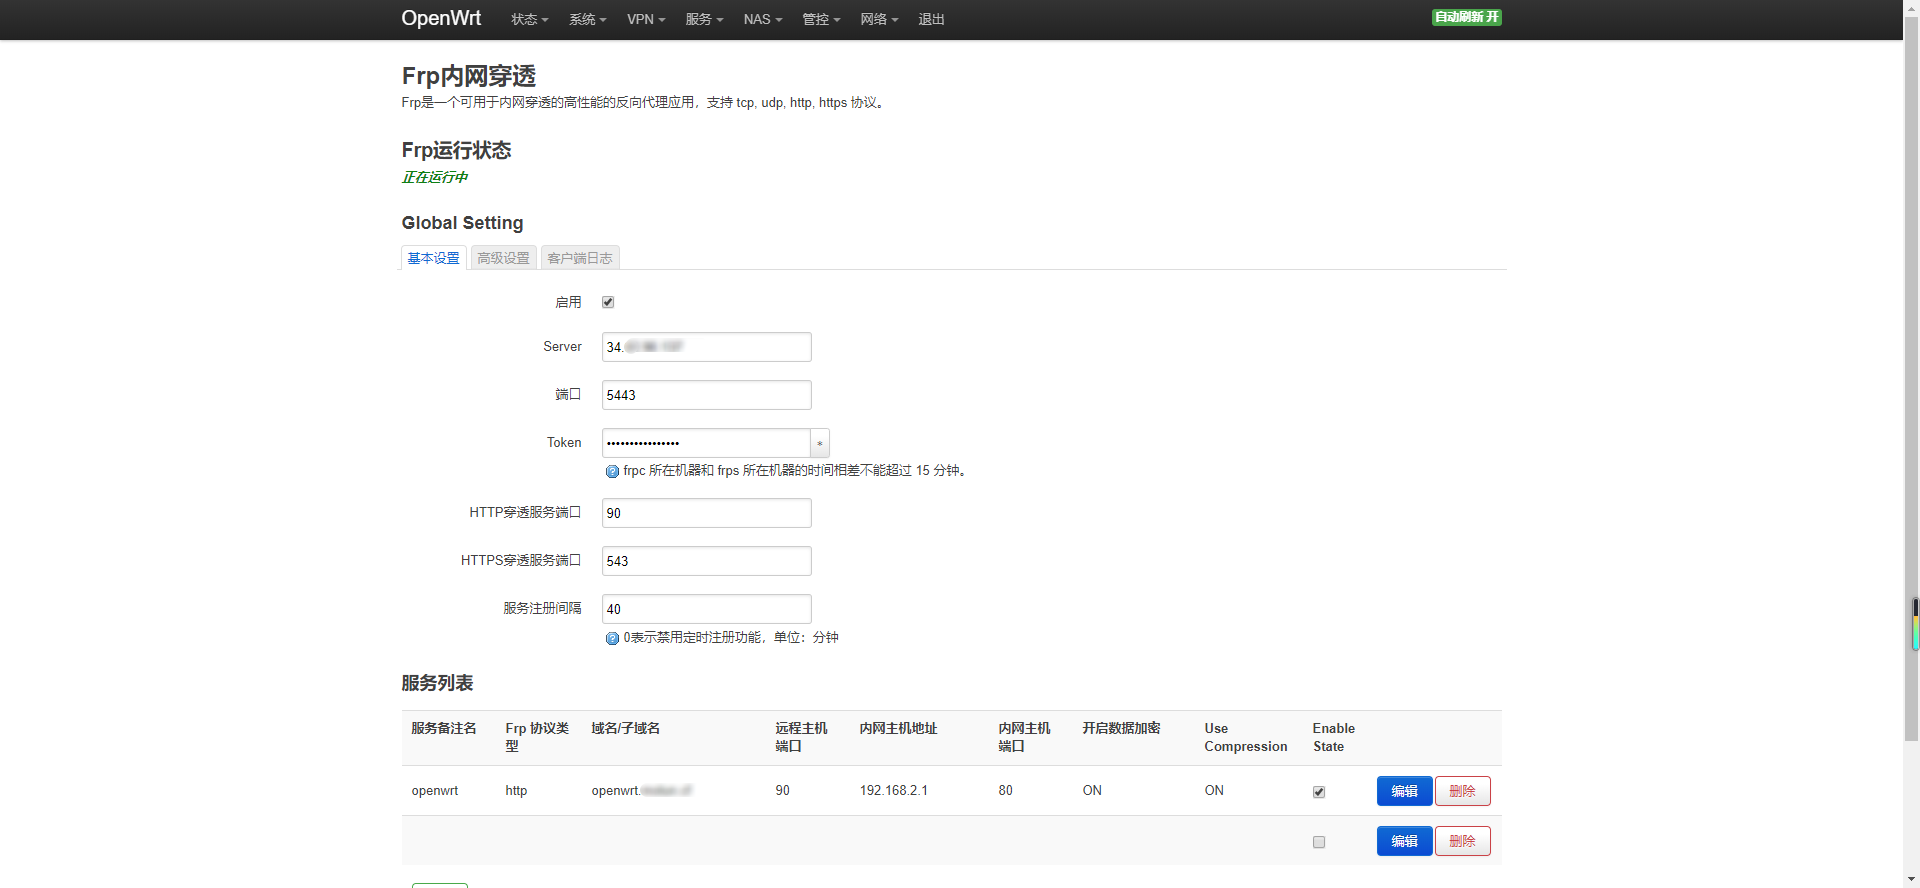 OpenWrt 状态 系统 VPN 服务 NAS 管控 网络 退出 自动刷新 开
Frp内网穿透
Frp是一个可用于内网穿透的高性能的反向代理应用，支持 tcp, udp, http, https 协议。
Frp运行状态
正在运行中
Global Setting
基本设置 高级设置 客户端日志
启用
Server 34.
端口 5443
Token ••••••••••••••••
frpc 所在机器和 frps 所在机器的时间相差不能超过 15 分钟。
HTTP穿透服务端口 90
HTTPS穿透服务端口 543
服务注册间隔 40
0表示禁用定时注册功能，单位：分钟
服务列表
服务备注名 Frp 协议类型 域名/子域名 远程主机端口 内网主机地址 内网主机端口 开启数据加密 Use Compression Enable State
openwrt http openwrt. 90 192.168.2.1 80 ON ON 编辑 删除
编辑 删除